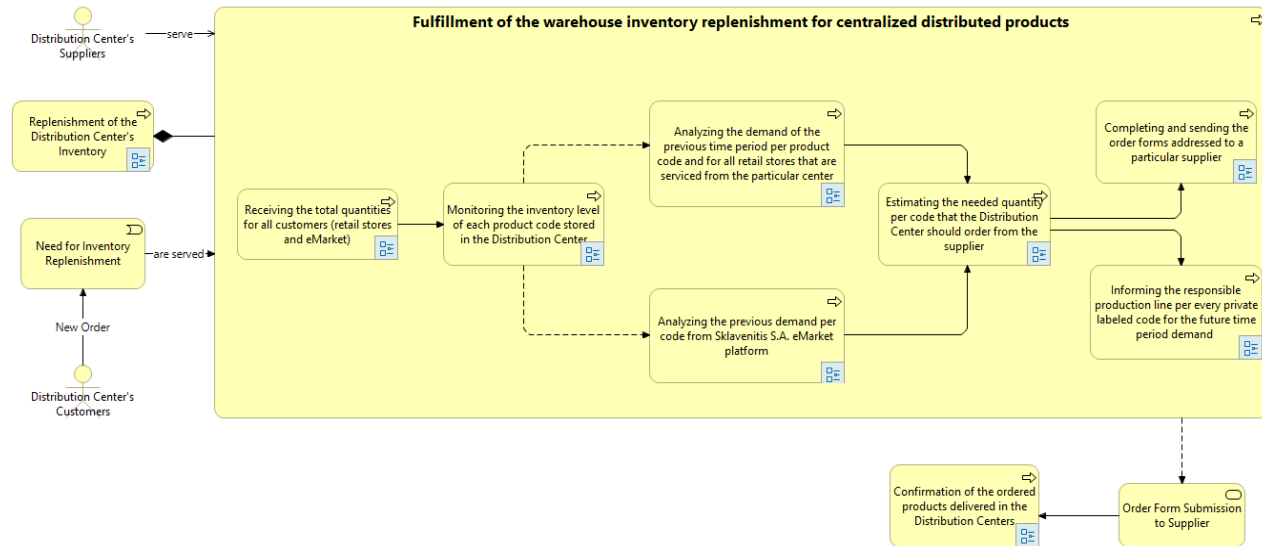 Fulfillment of the warehouse inventory replenishment for centralized distributed products
Distribution Center's
Suppliers
serve
Replenishment of the
Distribution Center's
Inventory
Need for Inventory
Replenishment
are served
New Order
Distribution Center's
Customers
Receiving the total quantities
for all customers (retail stores
and eMarket)
Monitoring the inventory level
of each product code stored
in the Distribution Center
Analyzing the demand of the
previous time period per product
code and for all retail stores that
are serviced from the particular center
Analyzing the previous demand per
code from Sklavenitis S.A. eMarket
platform
Estimating the needed quantity
per code that the Distribution
Center should order from the
supplier
Completing and sending the
order forms addressed to a
particular supplier
Informing the responsible
production line per every private
labeled code for the future time
period demand
Confirmation of the ordered
products delivered in the
Distribution Centers
Order Form Submission
to Supplier